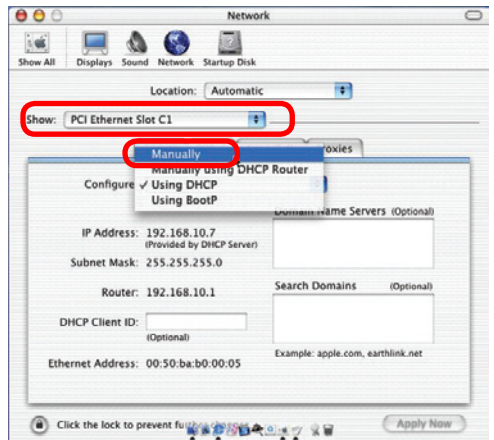 Network
Show All Displays Sound Network Startup Disk
Location: Automatic
Show: PCI Ethernet Slot C1
Manually
Manually using DHCP Router
Using DHCP
Using BootP
Configure
Domain Name Servers (Optional)
IP Address: 192.168.10.7
(Provided by DHCP Server)
Subnet Mask: 255.255.255.0
Router: 192.168.10.1
Search Domains (Optional)
DHCP Client ID:
(Optional)
Example: apple.com, earthlink.net
Ethernet Address: 00:50:ba:b0:00:05
Click the lock to prevent
Apply Now